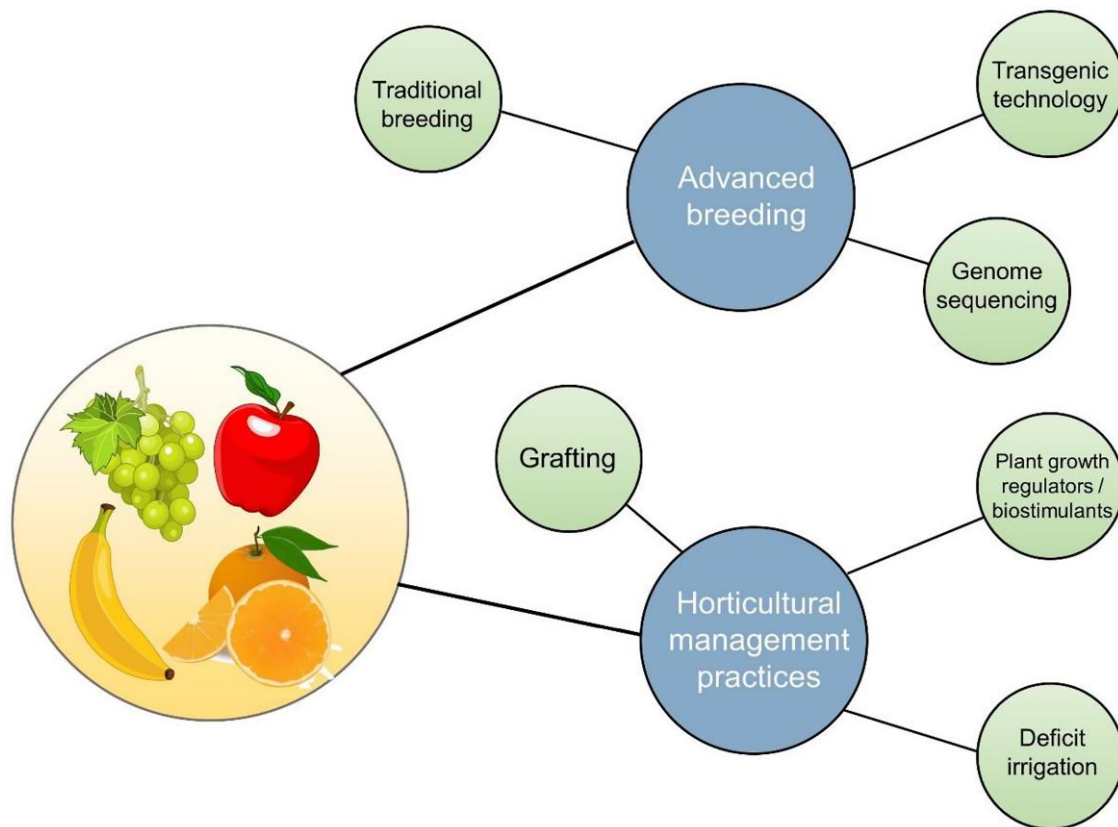 Traditional
breeding
Advanced
breeding
Transgenic
technology
Genome
sequencing
Grafting
Horticultural
management
practices
Plant growth
regulators /
biostimulants
Deficit
irrigation